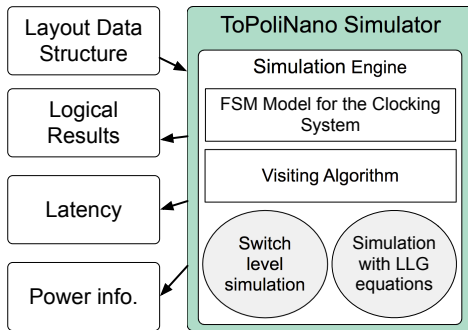 Layout Data
Structure
Logical
Results
Latency
Power info.
ToPoliNano Simulator
Simulation Engine
FSM Model for the Clocking
System
Visiting Algorithm
Switch
level
simulation
Simulation
with LLG
equations